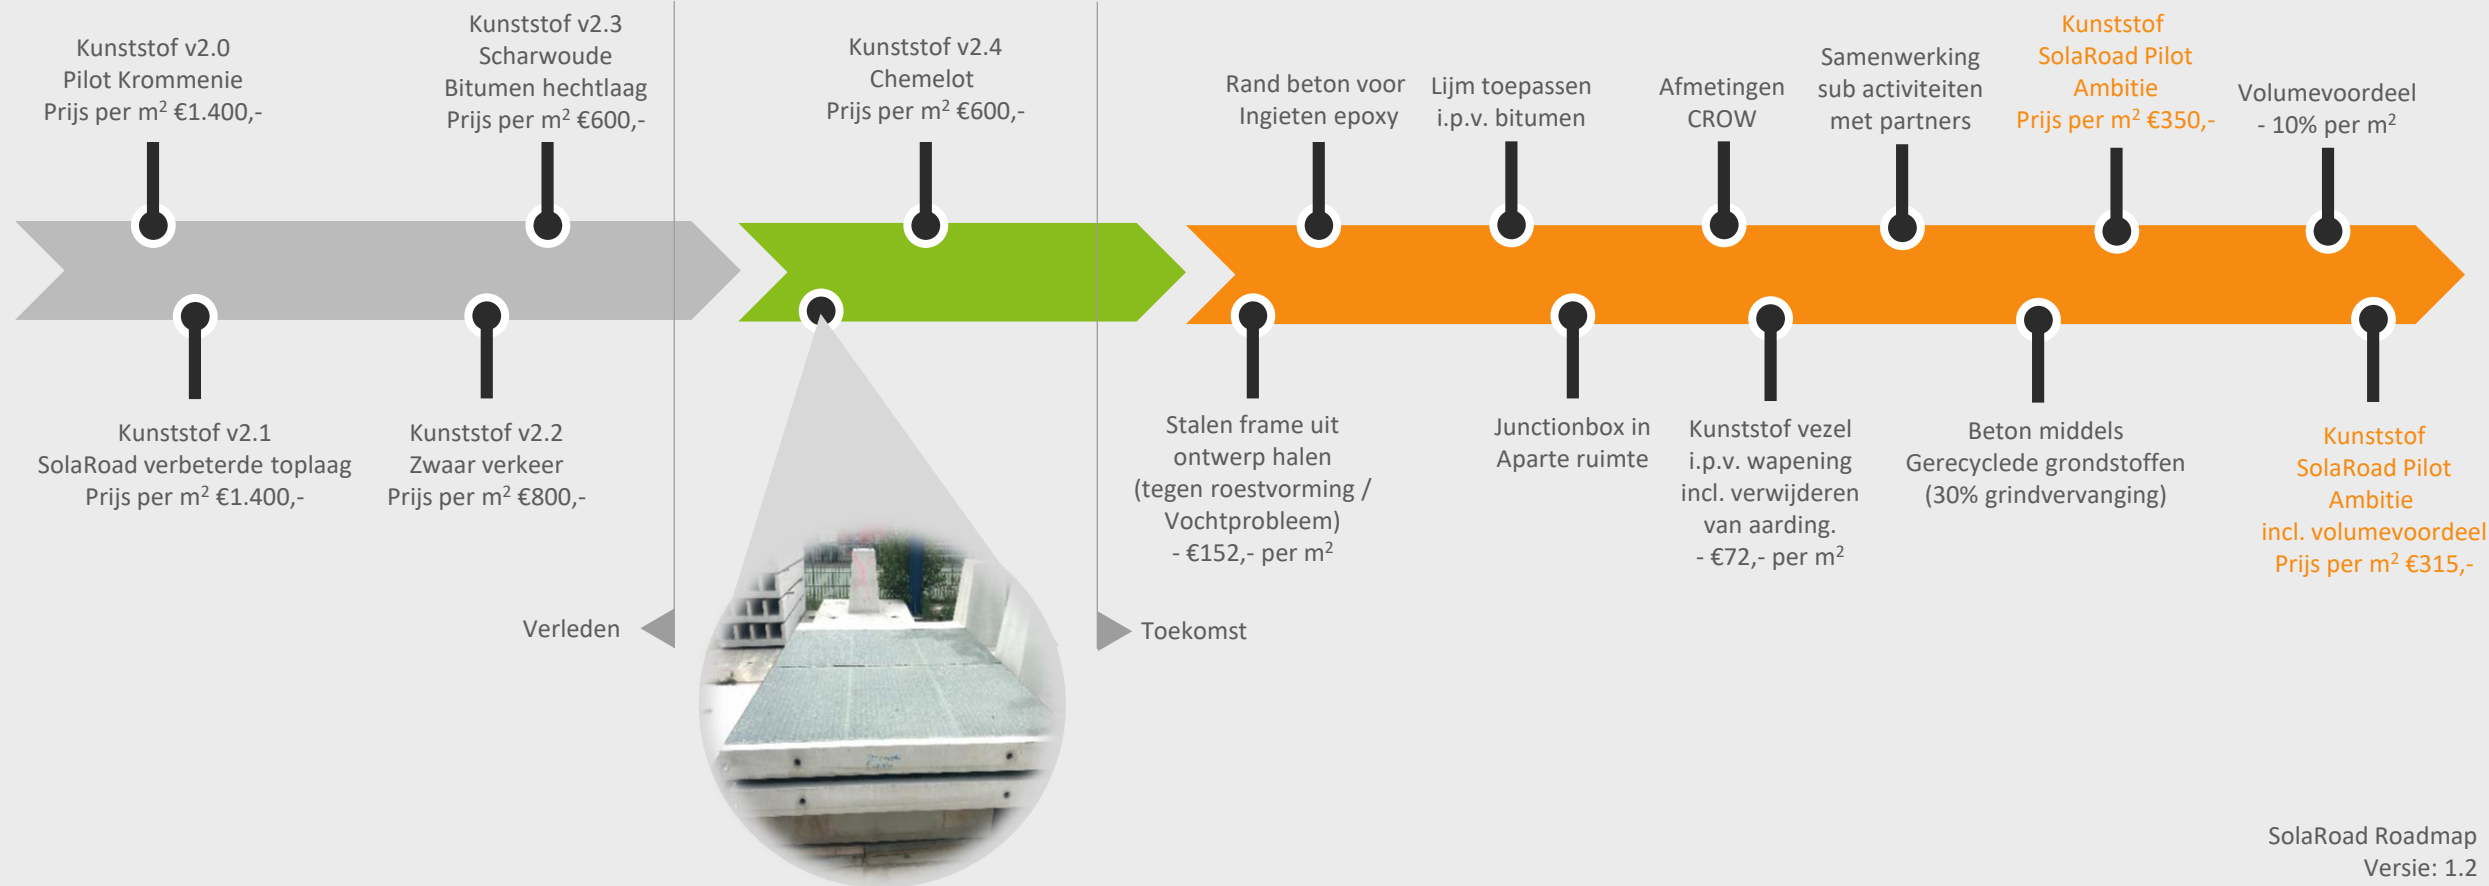 Kunststof v2.0
Pilot Krommenie
Prijs per m² €1.400,-
Kunststof v2.3
Scharwoude
Bitumen hechtlaag
Prijs per m² €600,-
Kunststof v2.4
Chemelot
Prijs per m² €600,-
Rand beton voor
Ingieten epoxy
Lijm toepassen
i.p.v. bitumen
Afmetingen
CROW
Samenwerking
sub activiteiten
met partners
Kunststof
SolaRoad Pilot
Ambitie
Prijs per m² €350,-
Volumevoordeel
- 10% per m²
Kunststof v2.1
SolaRoad verbeterde toplaag
Prijs per m² €1.400,-
Kunststof v2.2
Zwaar verkeer
Prijs per m² €800,-
Stalen frame uit
ontwerp halen
(tegen roestvorming /
Vochtprobleem)
- €152,- per m²
Junctionbox in
Aparte ruimte
Kunststof vezel
i.p.v. wapening
incl. verwijderen
van aarding.
- €72,- per m²
Beton middels
Gerecyclede grondstoffen
(30% grindvervanging)
Kunststof
SolaRoad Pilot
Ambitie
incl. volumevoordeel
Prijs per m² €315,-
Verleden
Toekomst
SolaRoad Roadmap
Versie: 1.2